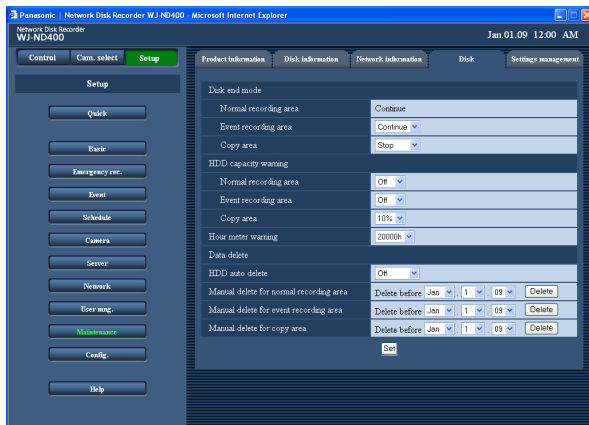 Panasonic | Network Disk Recorder WJ-ND400 - Microsoft Internet Explorer
Network Disk Recorder
WJ-ND400
Jan.01.09 12:00 AM
Control Cam. select Setup
Setup
Quick
Basic
Emergency rec.
Event
Schedule
Camera
Server
Network
User mng.
Maintenance
Config.
Help
Product information Disk information Network information Disk Settings management
Disk end mode
Normal recording area Continue
Event recording area Continue
Copy area Stop
HDD capacity warning
Normal recording area Off
Event recording area Off
Copy area 10%
Hour meter warning 20000h
Data delete
HDD auto delete Off
Manual delete for normal recording area Delete before Jan . 1 . 09 Delete
Manual delete for event recording area Delete before Jan . 1 . 09 Delete
Manual delete for copy area Delete before Jan . 1 . 09 Delete
Set